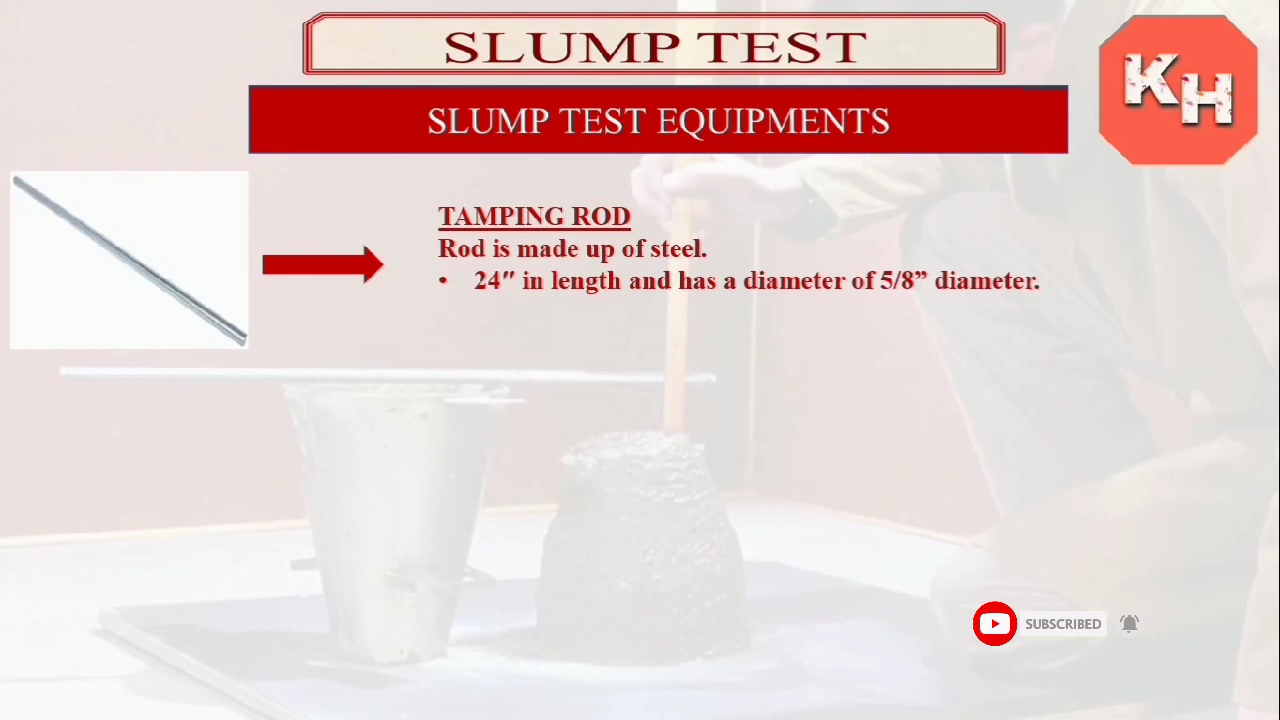 SLUMP TEST
SLUMP TEST EQUIPMENTS
KH
TAMPING ROD
Rod is made up of steel.
• 24″ in length and has a diameter of 5/8” diameter.
SUBSCRIBED